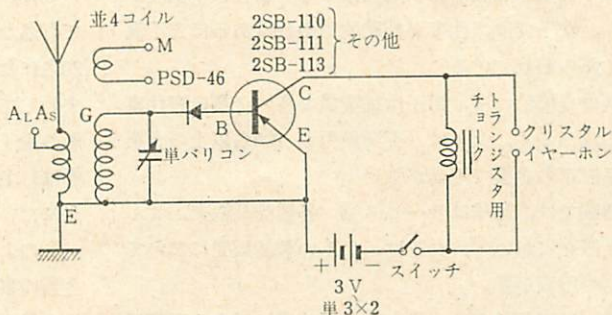 並4コイル
M
PSD-46
2SB-110
2SB-111
2SB-113
その他
AL
AS
G
B
C
E
単バリコン
E
トランジスタ用
チョーク
クリスタル
イヤーホン
+
−
スイッチ
3V
単3×2